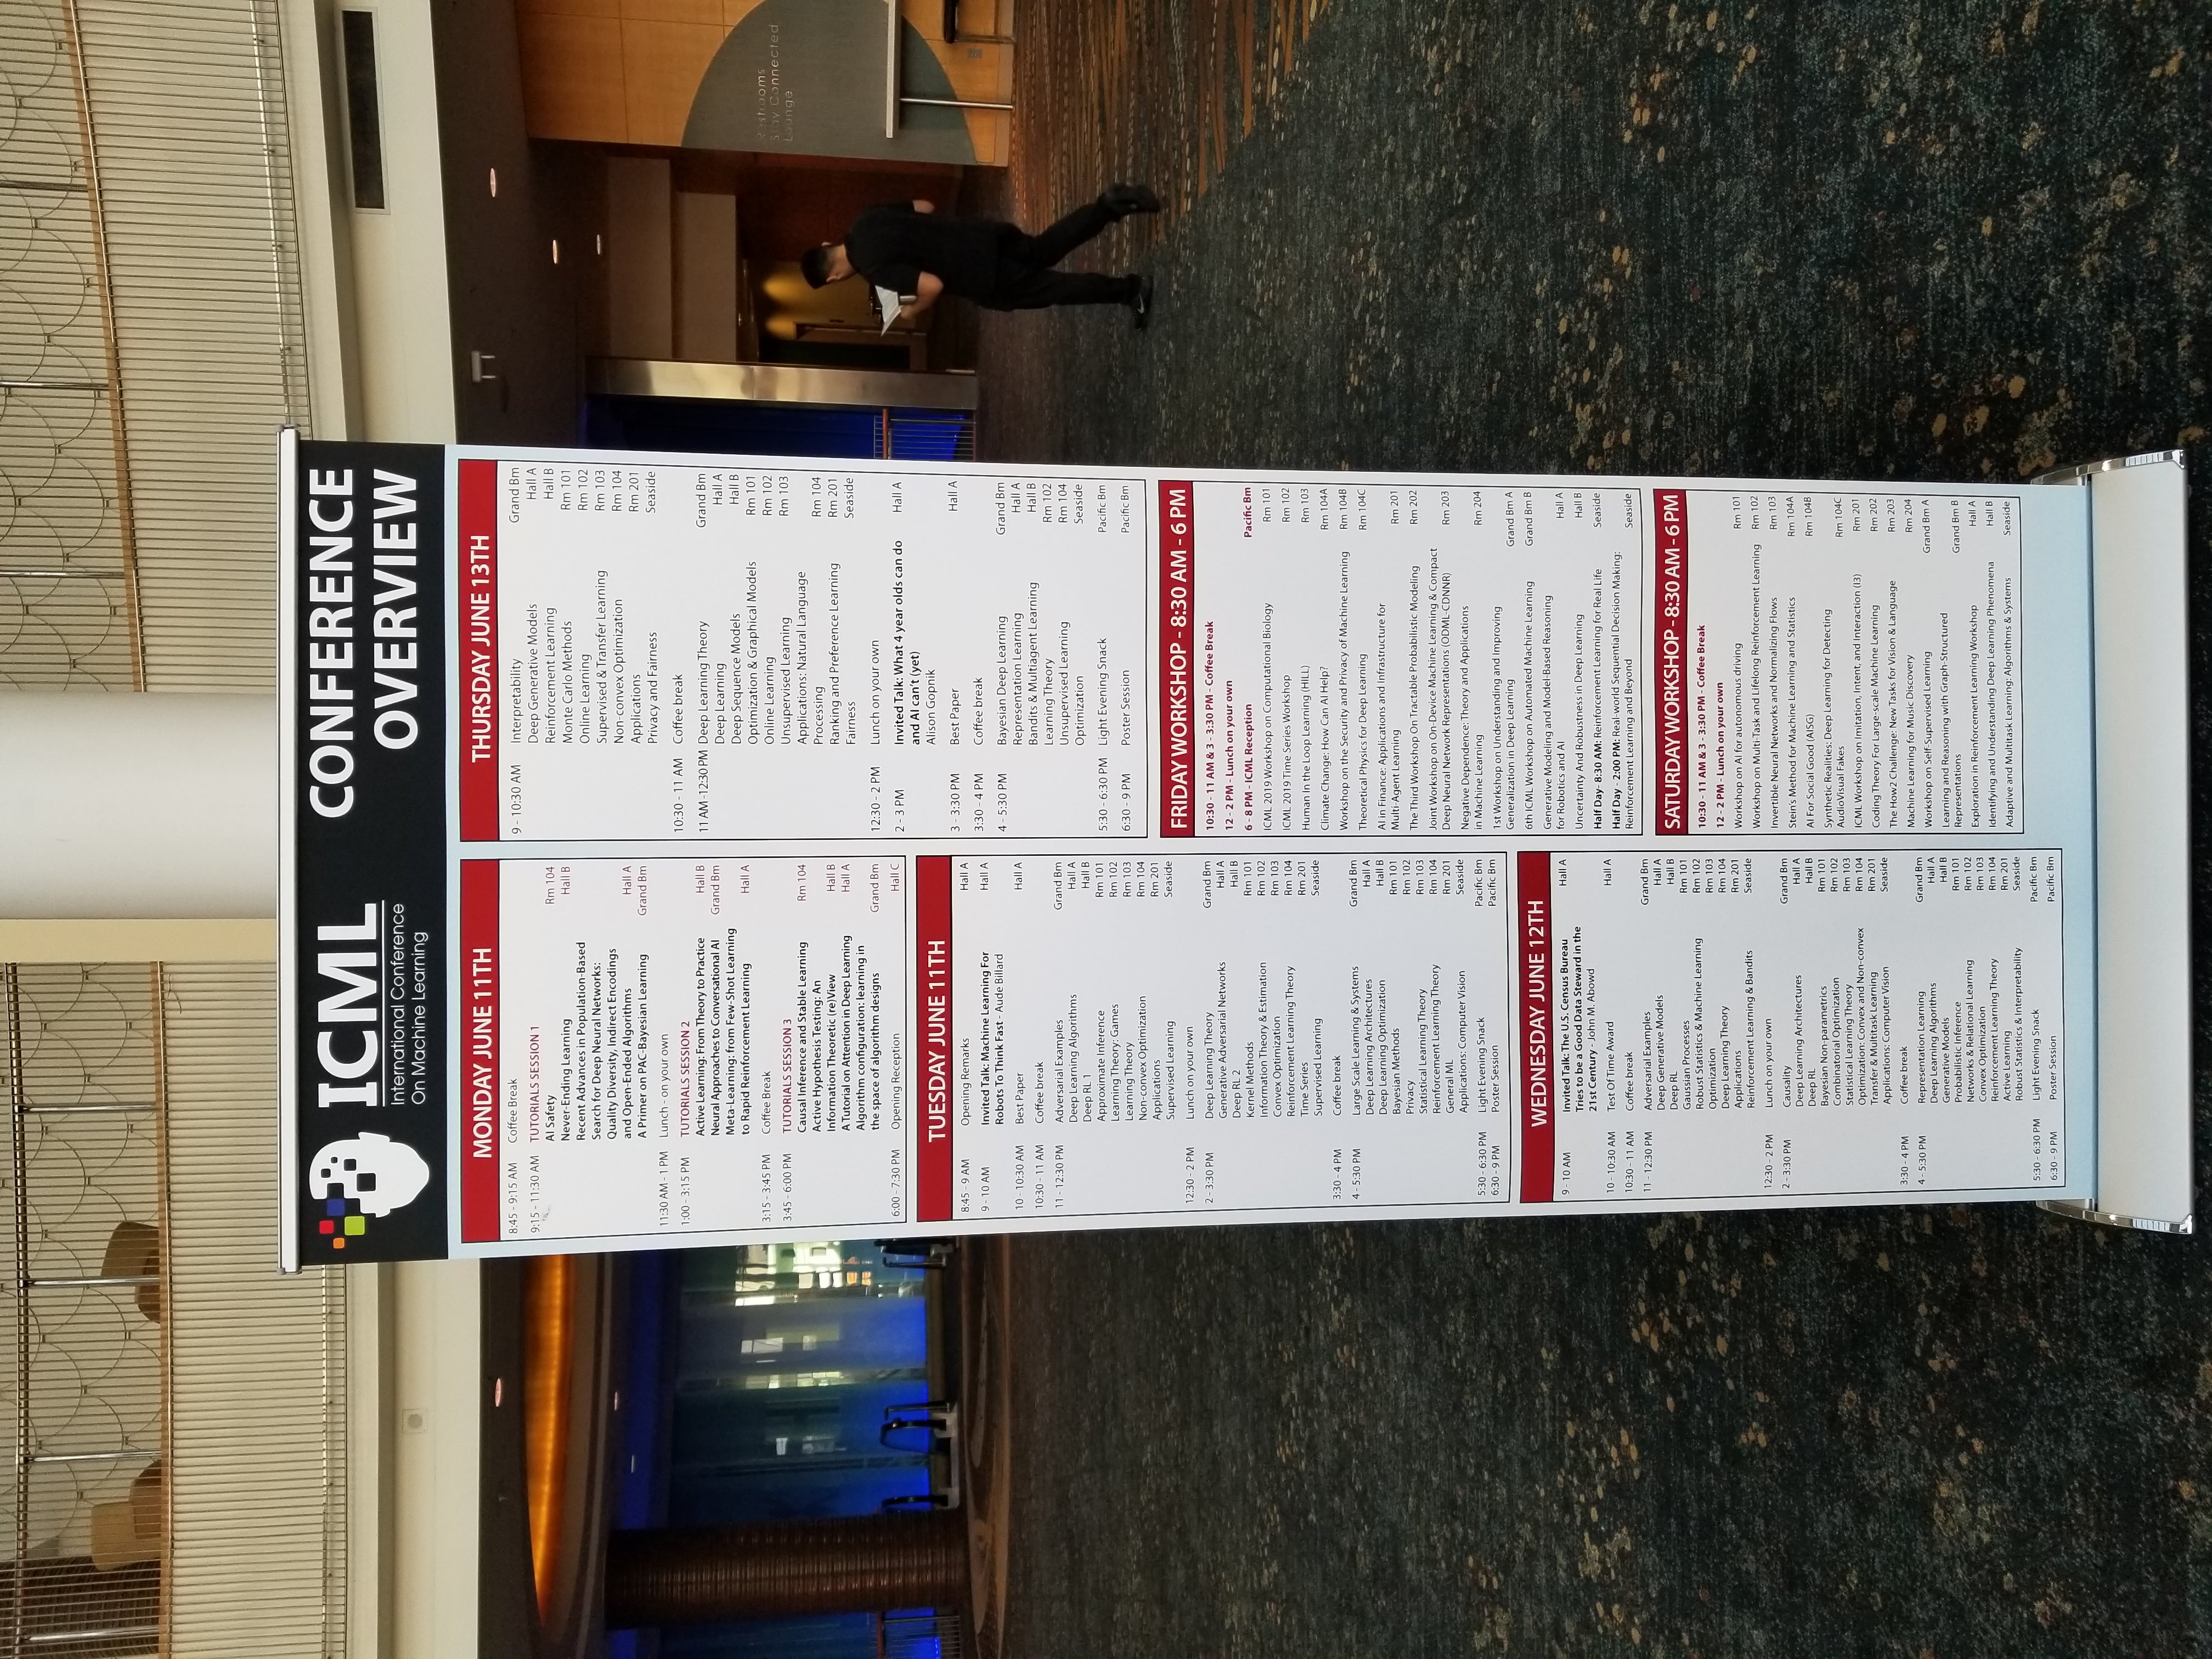 ICML
International Conference
On Machine Learning
CONFERENCE
OVERVIEW
MONDAY JUNE 11TH
8:45 - 9:15 AM Coffee Break
9:15 - 11:30 AM TUTORIALS SESSION 1
AI Safety Rm 104
Never-Ending Learning Hall B
Recent Advances in Population-Based
Search for Deep Neural Networks:
Quality Diversity, Indirect Encodings
and Open-Ended Algorithms Hall A
A Primer on PAC-Bayesian Learning Grand Bm
11:30 AM - 1 PM Lunch - on your own
1:00 - 3:15 PM TUTORIALS SESSION 2
Active Learning: From Theory to Practice Hall B
Neural Approaches to Conversational AI Grand Bm
Meta-Learning: from Few-Shot Learning
to Rapid Reinforcement Learning Hall A
3:15 - 3:45 PM Coffee Break
3:45 - 6:00 PM TUTORIALS SESSION 3
Causal Inference and Stable Learning Rm 104
Active Hypothesis Testing: An
Information Theoretic (re)View Hall B
A Tutorial on Attention in Deep Learning Hall A
Algorithm configuration: learning in
the space of algorithm designs Grand Bm
6:00 - 7:30 PM Opening Reception Hall C
TUESDAY JUNE 11TH
8:45 - 9 AM Opening Remarks Hall A
9 - 10 AM Invited Talk: Machine Learning For Hall A
Robots To Think Fast - Aude Billard
10 - 10:30 AM Best Paper Hall A
10:30 - 11 AM Coffee break
11 - 12:30 PM Adversarial Examples Grand Bm
Deep Learning Algorithms Hall A
Deep RL 1 Hall B
Approximate Inference Rm 101
Learning Theory: Games Rm 102
Learning Theory Rm 103
Non-convex Optimization Rm 104
Applications Rm 201
Supervised Learning Seaside
12:30 - 2 PM Lunch on your own
2 - 3:30 PM Deep Learning Theory Grand Bm
Generative Adversarial Networks Hall A
Deep RL 2 Hall B
Kernel Methods Rm 101
Information Theory & Estimation Rm 102
Convex Optimization Rm 103
Reinforcement Learning Theory Rm 104
Time Series Rm 201
Supervised Learning Seaside
3:30 - 4 PM Coffee break
4 - 5:30 PM Large Scale Learning & Systems Grand Bm
Deep Learning Architectures Hall A
Deep Learning Optimization Hall B
Bayesian Methods Rm 101
Privacy Rm 102
Statistical Learning Theory Rm 103
Reinforcement Learning Theory Rm 104
General ML Rm 201
Applications: Computer Vision Seaside
5:30 - 6:30 PM Light Evening Snack Pacific Bm
6:30 - 9 PM Poster Session Pacific Bm
WEDNESDAY JUNE 12TH
9 - 10 AM Invited Talk: The U.S. Census Bureau Hall A
Tries to be a Good Data Steward in the
21st Century - John M. Abowd
10 - 10:30 AM Test Of Time Award Hall A
10:30 - 11 AM Coffee break
11 - 12:30 PM Adversarial Examples Grand Bm
Deep Generative Models Hall A
Deep RL Hall B
Gaussian Processes Rm 101
Robust Statistics & Machine Learning Rm 102
Optimization Rm 103
Deep Learning Theory Rm 104
Applications Rm 201
Reinforcement Learning & Bandits Seaside
12:30 - 2 PM Lunch on your own
2 - 3:30 PM Causality Grand Bm
Deep Learning Architectures Hall A
Deep RL Hall B
Bayesian Non-parametrics Rm 101
Combinatorial Optimization Rm 102
Statistical Learning Theory Rm 103
Optimization: Convex and Non-convex Rm 104
Transfer & Multitask Learning Rm 201
Applications: Computer Vision Seaside
3:30 - 4 PM Coffee break
4 - 5:30 PM Representation Learning Grand Bm
Deep Learning Algorithms Hall A
Generative Models Hall B
Probabilistic Inference Rm 101
Networks & Relational Learning Rm 102
Convex Optimization Rm 103
Reinforcement Learning Theory Rm 104
Active Learning Rm 201
Robust Statistics & Interpretability Seaside
5:30 - 6:30 PM Light Evening Snack Pacific Bm
6:30 - 9 PM Poster Session Pacific Bm
THURSDAY JUNE 13TH
9 - 10:30 AM Interpretability Grand Bm
Deep Generative Models Hall A
Reinforcement Learning Hall B
Monte Carlo Methods Rm 101
Online Learning Rm 102
Supervised & Transfer Learning Rm 103
Non-convex Optimization Rm 104
Applications Rm 201
Privacy and Fairness Seaside
10:30 - 11 AM Coffee break
11 AM -12:30 PM Deep Learning Theory Grand Bm
Deep Learning Hall A
Deep Sequence Models Hall B
Optimization & Graphical Models Rm 101
Online Learning Rm 102
Unsupervised Learning Rm 103
Applications: Natural Language
Processing Rm 104
Ranking and Preference Learning Rm 201
Fairness Seaside
12:30 - 2 PM Lunch on your own
2 - 3 PM Invited Talk: What 4 year olds can do Hall A
and AI can't (yet)
Alison Gopnik
3 - 3:30 PM Best Paper Hall A
3:30 - 4 PM Coffee break
4 - 5:30 PM Bayesian Deep Learning Grand Bm
Representation Learning Hall A
Bandits & Multiagent Learning Hall B
Learning Theory Rm 102
Unsupervised Learning Rm 104
Optimization Seaside
5:30 - 6:30 PM Light Evening Snack Pacific Bm
6:30 - 9 PM Poster Session Pacific Bm
FRIDAY WORKSHOP - 8:30 AM - 6 PM
10:30 - 11 AM & 3 - 3:30 PM - Coffee Break
12 - 2 PM - Lunch on your own
6 - 8 PM - ICML Reception Pacific Bm
ICML 2019 Workshop on Computational Biology Rm 101
ICML 2019 Time Series Workshop Rm 102
Human In the Loop Learning (HILL) Rm 103
Climate Change: How Can AI Help? Rm 104A
Workshop on the Security and Privacy of Machine Learning Rm 104B
Theoretical Physics for Deep Learning Rm 104C
AI in Finance: Applications and Infrastructure for
Multi-Agent Learning Rm 201
The Third Workshop On Tractable Probabilistic Modeling Rm 202
Joint Workshop on On-Device Machine Learning & Compact
Deep Neural Network Representations (ODML-CDNNR) Rm 203
Negative Dependence: Theory and Applications
in Machine Learning Rm 204
1st Workshop on Understanding and Improving
Generalization in Deep Learning Grand Bm A
6th ICML Workshop on Automated Machine Learning Grand Bm B
Generative Modeling and Model-Based Reasoning
for Robotics and AI Hall A
Uncertainty And Robustness in Deep Learning Hall B
Half Day- 8:30 AM: Reinforcement Learning for Real Life Seaside
Half Day - 2:00 PM: Real-world Sequential Decision Making:
Reinforcement Learning and Beyond Seaside
SATURDAY WORKSHOP - 8:30 AM - 6 PM
10:30 - 11 AM & 3 - 3:30 PM - Coffee Break
12 - 2 PM - Lunch on your own
Workshop on AI for autonomous driving Rm 101
Workshop on Multi-Task and Lifelong Reinforcement Learning Rm 102
Invertible Neural Networks and Normalizing Flows Rm 103
Stein's Method for Machine Learning and Statistics Rm 104A
AI For Social Good (AISG) Rm 104B
Synthetic Realities: Deep Learning for Detecting
AudioVisual Fakes Rm 104C
ICML Workshop on Imitation, Intent, and Interaction (I3) Rm 201
Coding Theory For Large-scale Machine Learning Rm 202
The How2 Challenge: New Tasks for Vision & Language Rm 203
Machine Learning for Music Discovery Rm 204
Workshop on Self-Supervised Learning Grand Bm A
Learning and Reasoning with Graph-Structured
Representations Grand Bm B
Exploration in Reinforcement Learning Workshop Hall A
Identifying and Understanding Deep Learning Phenomena Hall B
Adaptive and Multitask Learning: Algorithms & Systems Seaside
Restrooms
Stay Connected
Lounge